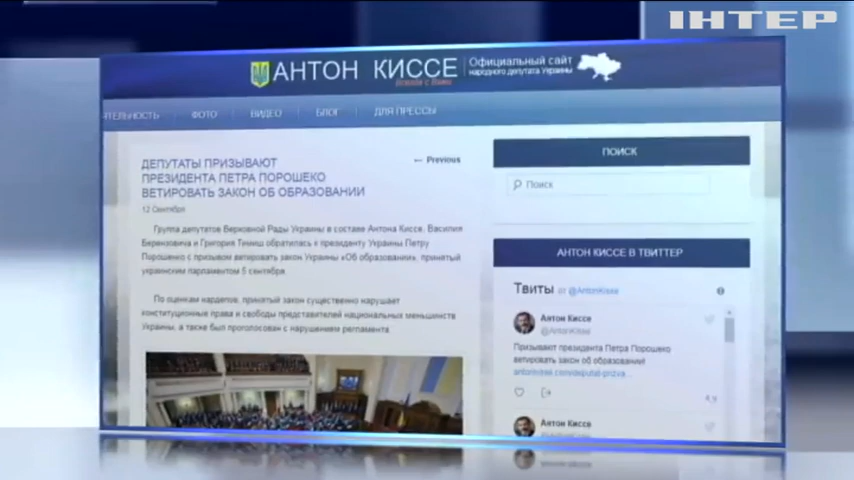 ІНТЕР
АНТОН КИССЕ
Официальный сайт
народного депутата Украины
ФОТО
ВИДЕО
БЛОГ
ДЛЯ ПРЕССЫ
ДЕПУТАТЫ ПРИЗЫВАЮТ
← Previous
ПРЕЗИДЕНТА ПЕТРА ПОРОШЕКО
ВЕТИРОВАТЬ ЗАКОН ОБ ОБРАЗОВАНИИ
12 Сентября
Группа депутатов Верховной Рады Украины в составе Антона Киссе, Василия
Березовича и Григория Тимиш обратилась к президенту Украины Петру
Порошенко с призывом ветировать закон Украины «Об образовании», принятый
украинским парламентом 5 сентября.
По оценкам нардепов, принятый закон существенно нарушает
конституционные права и свободы представителей национальных меньшинств
Украины, а также был проголосован с нарушением регламента
ПОИСК
Поиск
АНТОН КИССЕ В ТВИТТЕР
Твиты от @AntonKisse
Антон Киссе
@AntonKisse
Призывают президента Петра Порошеко
ветировать закон об образовании
Антон Киссе
@AntonKisse